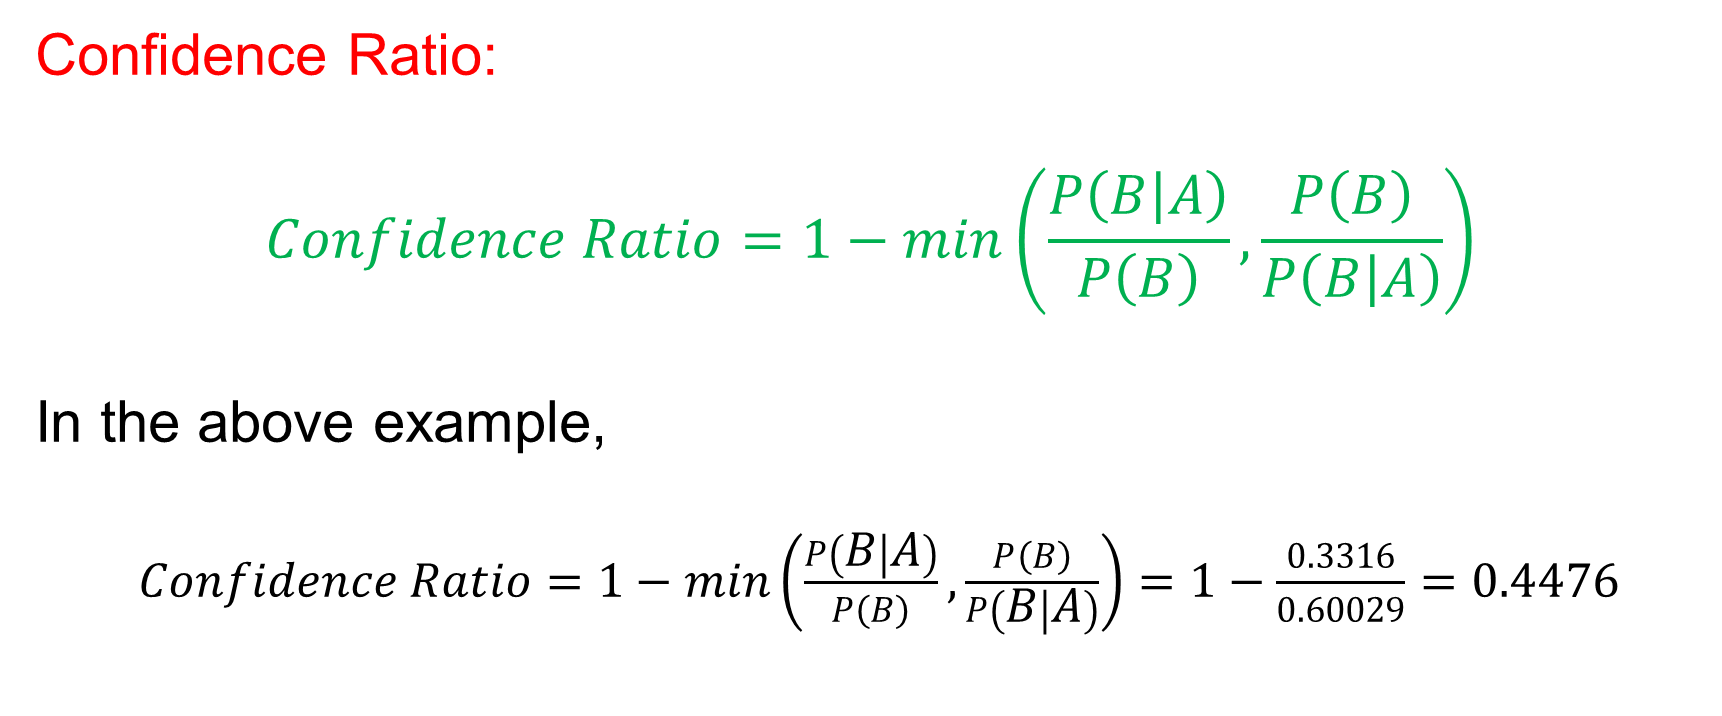 Confidence Ratio:
Confidence Ratio = 1 − min(P(B|A)/P(B), P(B)/P(B|A))
In the above example,
Confidence Ratio = 1 − min(P(B|A)/P(B), P(B)/P(B|A)) = 1 − 0.3316/0.60029 = 0.4476